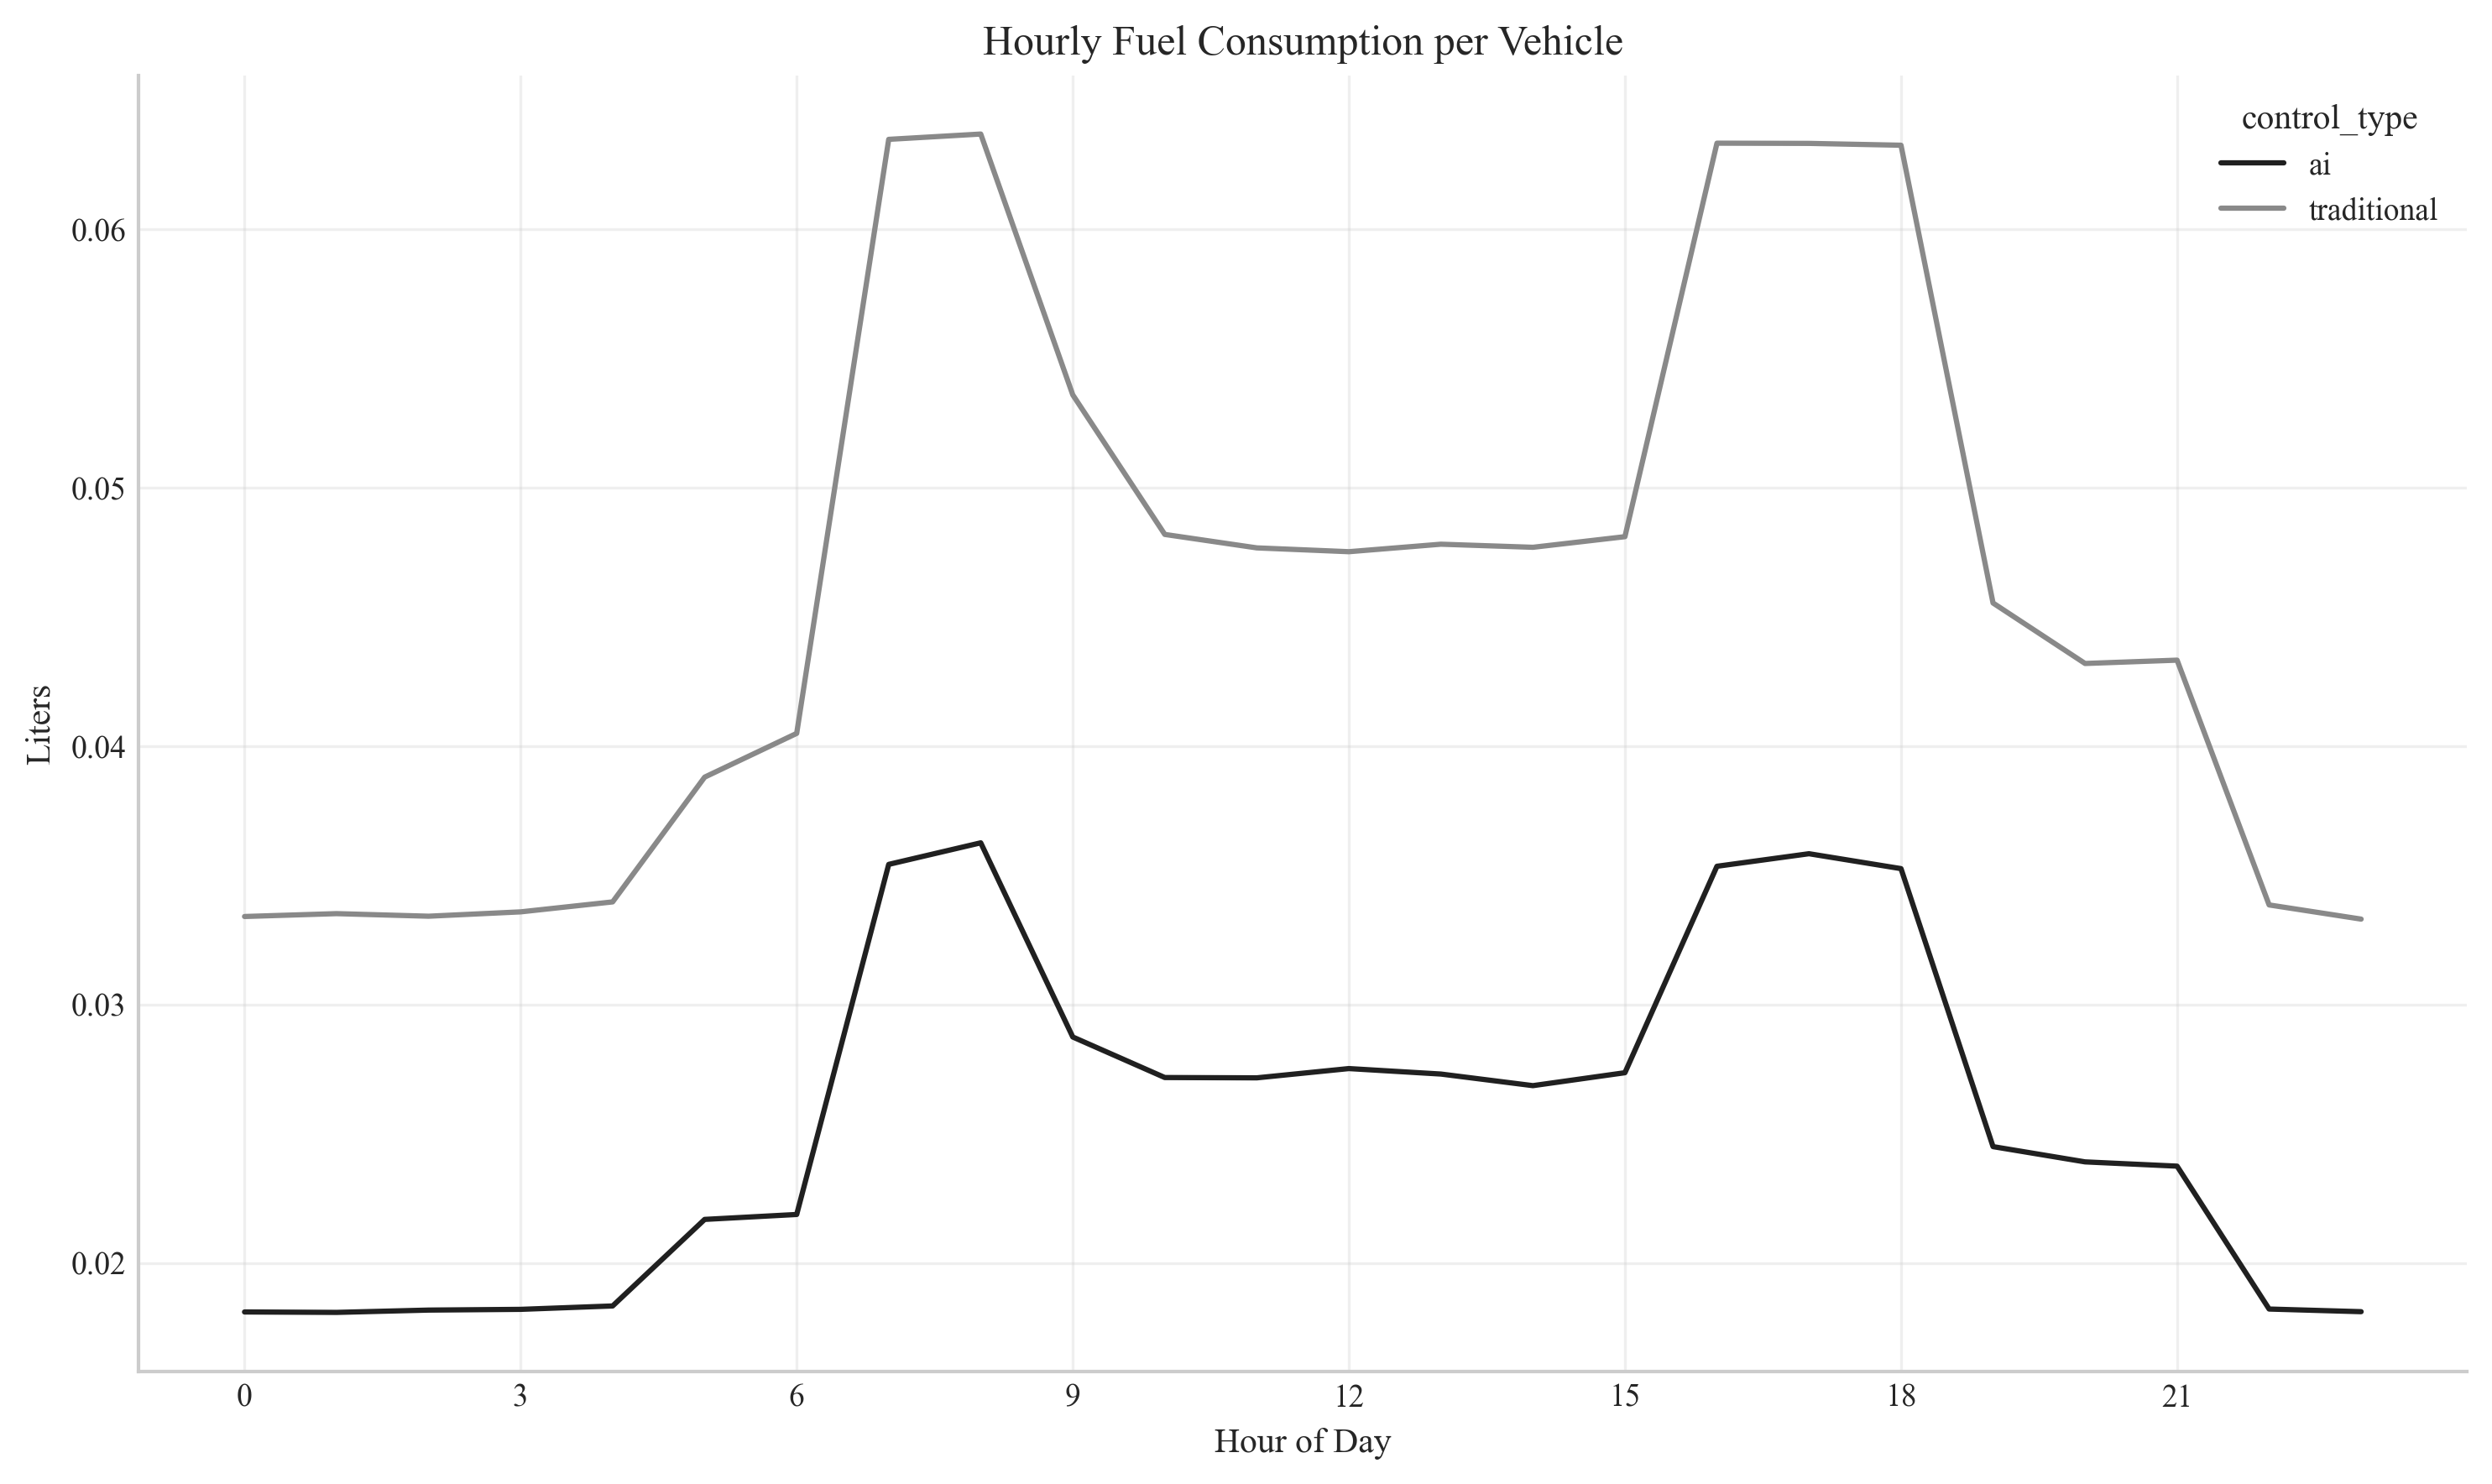 Hourly Fuel Consumption per Vehicle
control_type
ai
traditional
0.06
0.05
0.04
0.03
0.02
Liters
0 3 6 9 12 15 18 21
Hour of Day